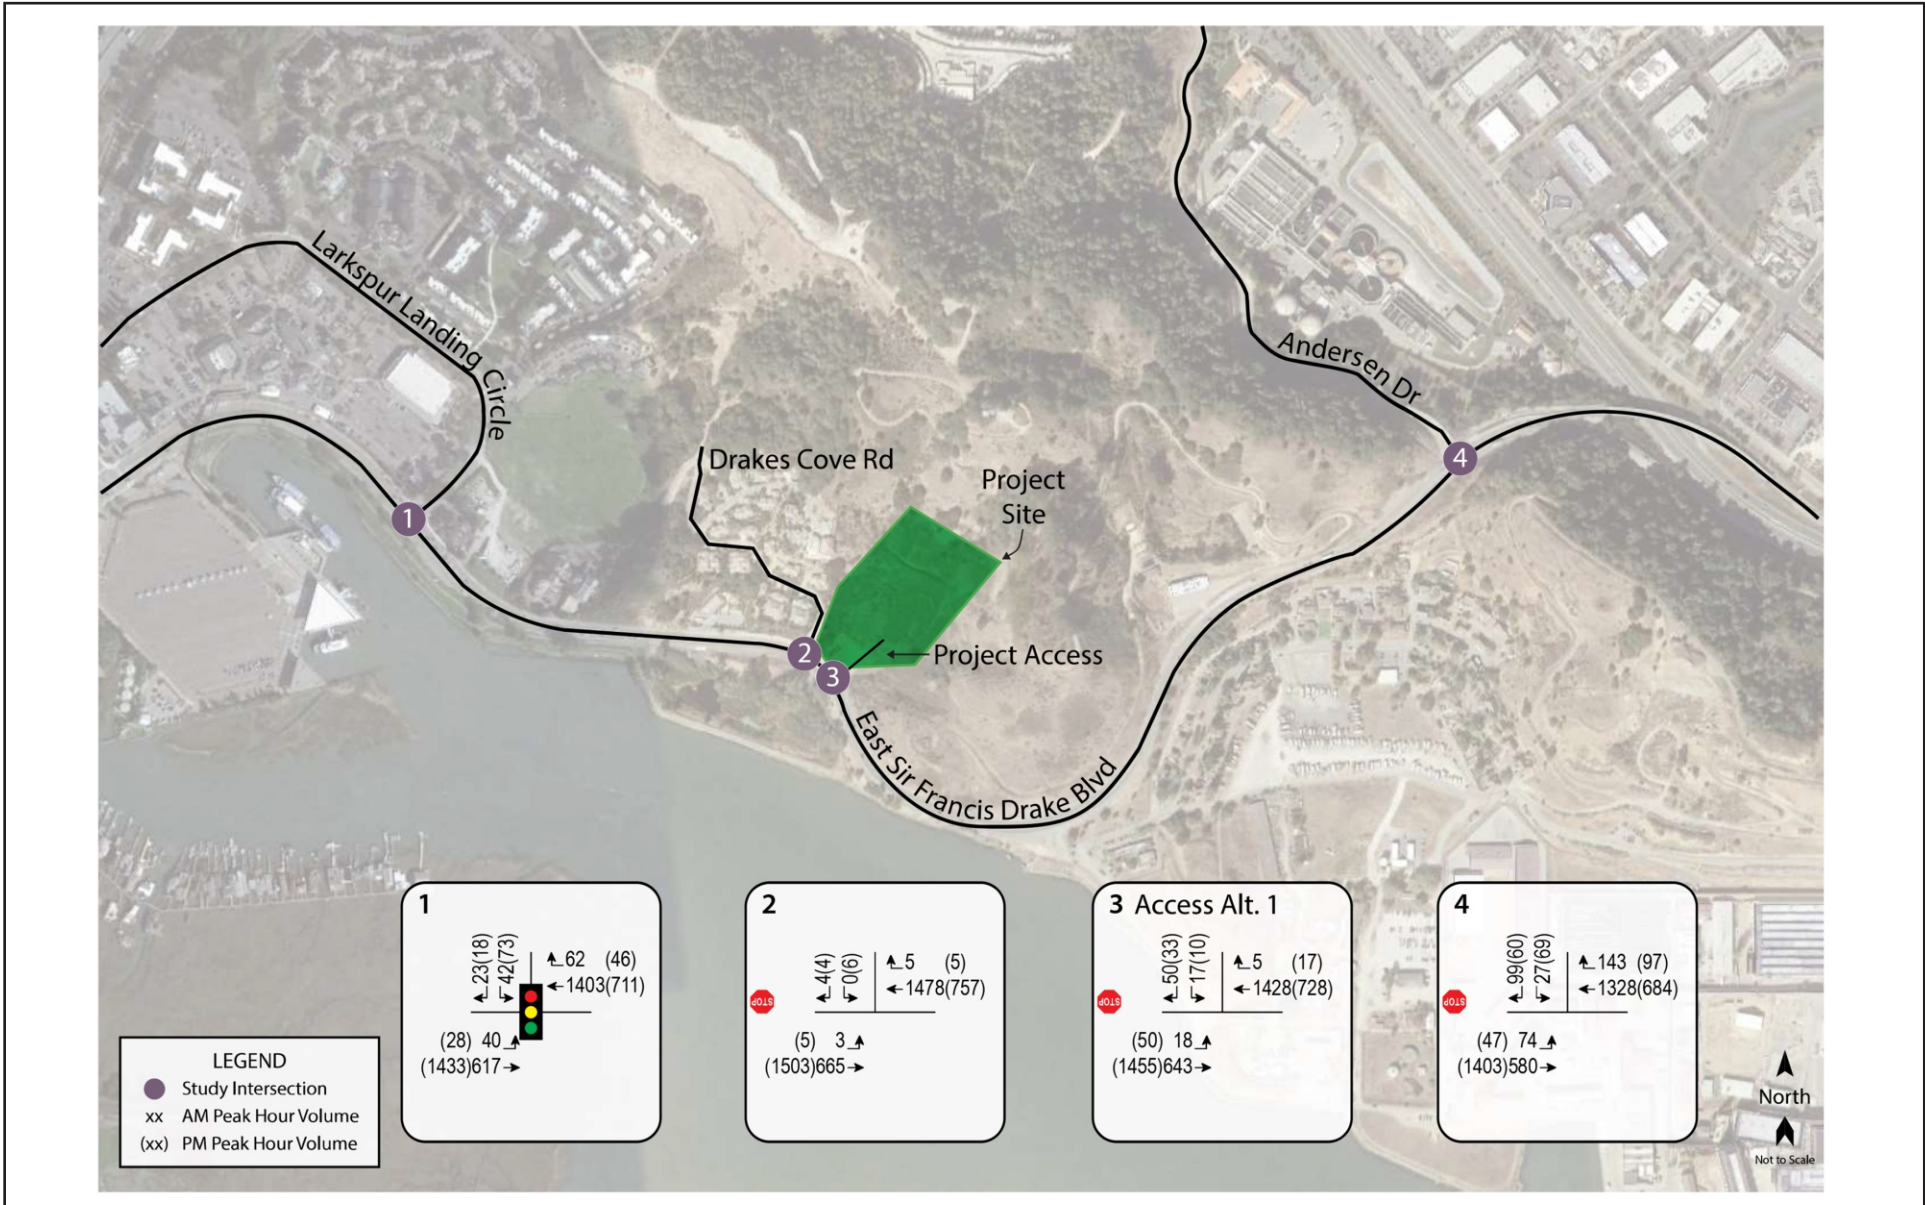 Larkspur Landing Circle
Andersen Dr
4
Drakes Cove Rd
Project
Site
1
2
Project Access
3
East Sir Francis Drake Blvd
1
23(18)
42(73)
62 (46)
1403(711)
(28) 40
(1433)617
2
STOP
4(4)
0(6)
5 (5)
1478(757)
(5) 3
(1503)665
3 Access Alt. 1
STOP
50(33)
17(10)
5 (17)
1428(728)
(50) 18
(1455)643
4
STOP
99(60)
27(69)
143 (97)
1328(684)
(47) 74
(1403)580
LEGEND
Study Intersection
xx AM Peak Hour Volume
(xx) PM Peak Hour Volume
North
Not to Scale